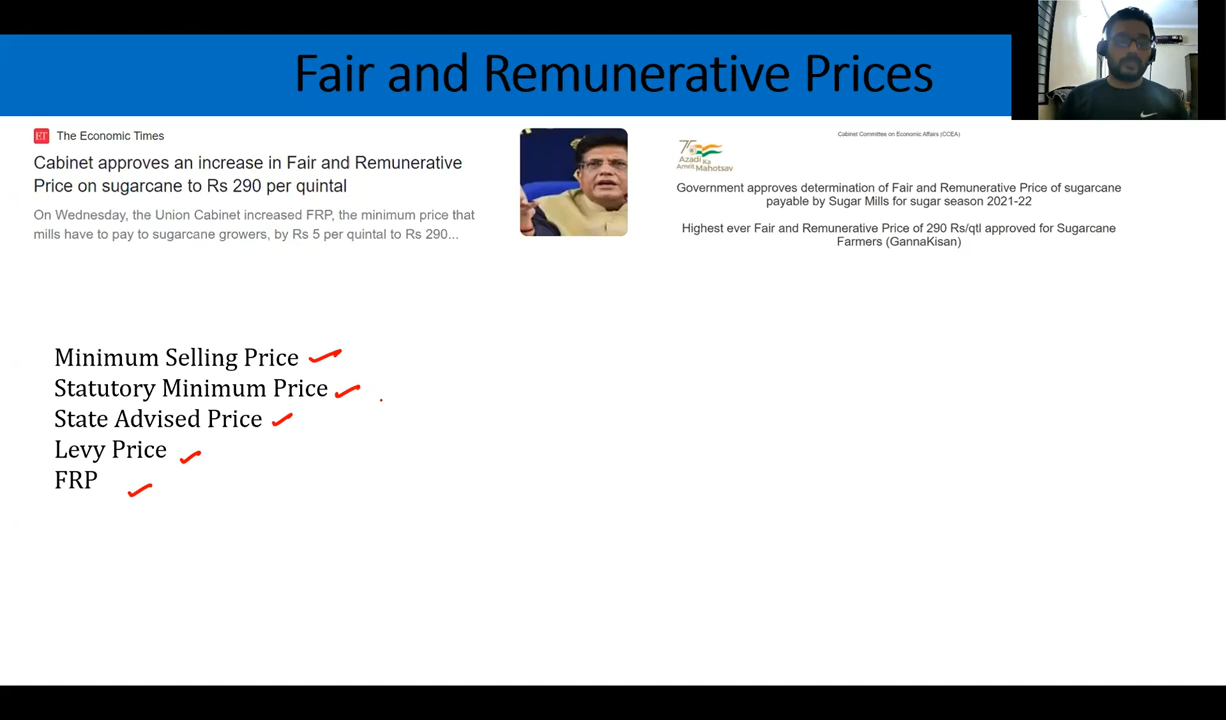 Fair and Remunerative Prices
ET The Economic Times
Cabinet approves an increase in Fair and Remunerative
Price on sugarcane to Rs 290 per quintal
On Wednesday, the Union Cabinet increased FRP, the minimum price that
mills have to pay to sugarcane growers, by Rs 5 per quintal to Rs 290...
Cabinet Committee on Economic Affairs (CCEA)
75
Azadi Ka
Amrit Mahotsav
Government approves determination of Fair and Remunerative Price of sugarcane
payable by Sugar Mills for sugar season 2021-22
Highest ever Fair and Remunerative Price of 290 Rs/qtl approved for Sugarcane
Farmers (GannaKisan)
Minimum Selling Price
Statutory Minimum Price
State Advised Price
Levy Price
FRP